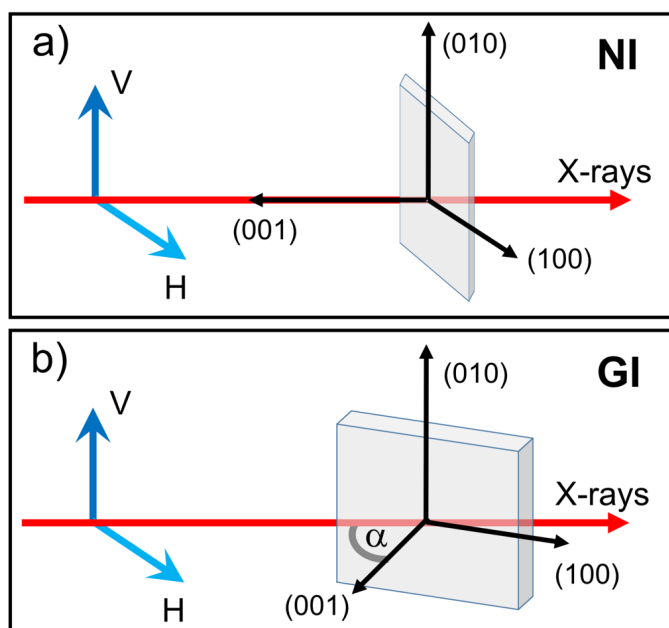 a)
NI
V
(010)
X-rays
(001)
(100)
H
b)
GI
V
(010)
X-rays
α
(001)
(100)
H